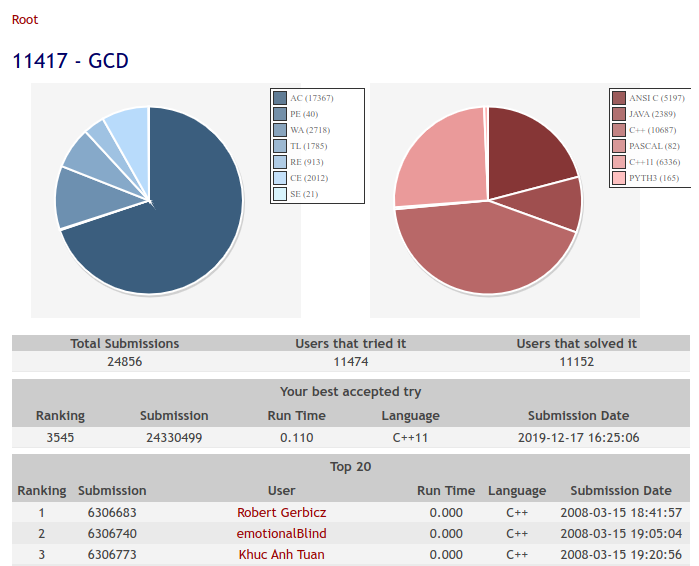 Root
11417 - GCD
AC (17367)
PE (40)
WA (2718)
TL (1785)
RE (913)
CE (2012)
SE (21)
ANSI C (5197)
JAVA (2389)
C++ (10687)
PASCAL (82)
C++11 (6336)
PYTH3 (165)
Total Submissions Users that tried it Users that solved it
24856 11474 11152
Your best accepted try
Ranking Submission Run Time Language Submission Date
3545 24330499 0.110 C++11 2019-12-17 16:25:06
Top 20
Ranking Submission User Run Time Language Submission Date
1 6306683 Robert Gerbicz 0.000 C++ 2008-03-15 18:41:57
2 6306740 emotionalBlind 0.000 C++ 2008-03-15 19:05:04
3 6306773 Khuc Anh Tuan 0.000 C++ 2008-03-15 19:20:56